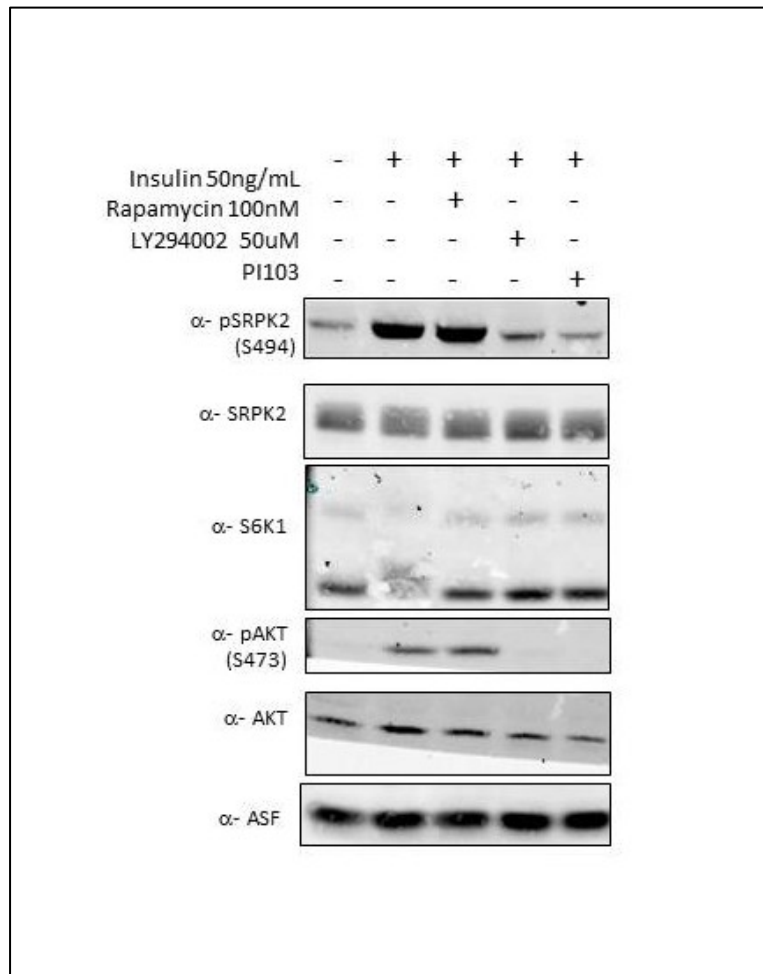 - + + + +
Insulin 50ng/mL
Rapamycin 100nM - - + - -
LY294002 50uM - - - + -
PI103 - - - - +
α- pSRPK2
(S494)
α- SRPK2
α- S6K1
α- pAKT
(S473)
α- AKT
α- ASF